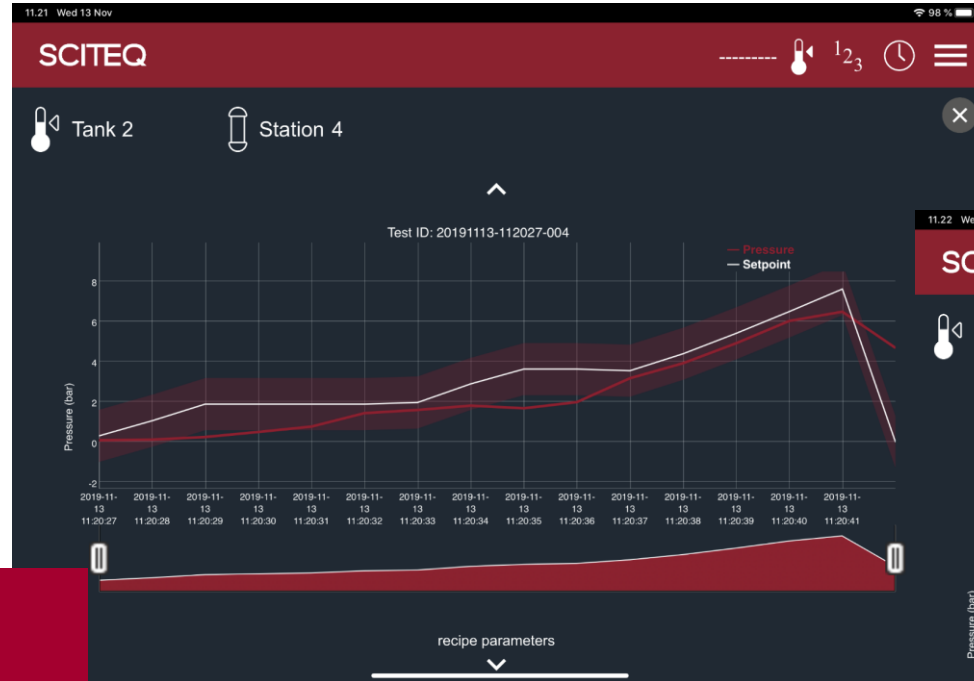 11.21 Wed 13 Nov
98 %
SCITEQ
---------
123
Tank 2
Station 4
Test ID: 20191113-112027-004
Pressure
Setpoint
8
6
4
2
0
-2
Pressure (bar)
2019-11- 2019-11- 2019-11- 2019-11- 2019-11- 2019-11- 2019-11- 2019-11- 2019-11- 2019-11- 2019-11- 2019-11- 2019-11- 2019-11- 2019-11-
13 13 13 13 13 13 13 13 13 13 13 13 13 13 13
11:20:27 11:20:28 11:20:29 11:20:30 11:20:31 11:20:32 11:20:33 11:20:34 11:20:35 11:20:36 11:20:37 11:20:38 11:20:39 11:20:40 11:20:41
recipe parameters
11.22 We
SC
Pressure (bar)